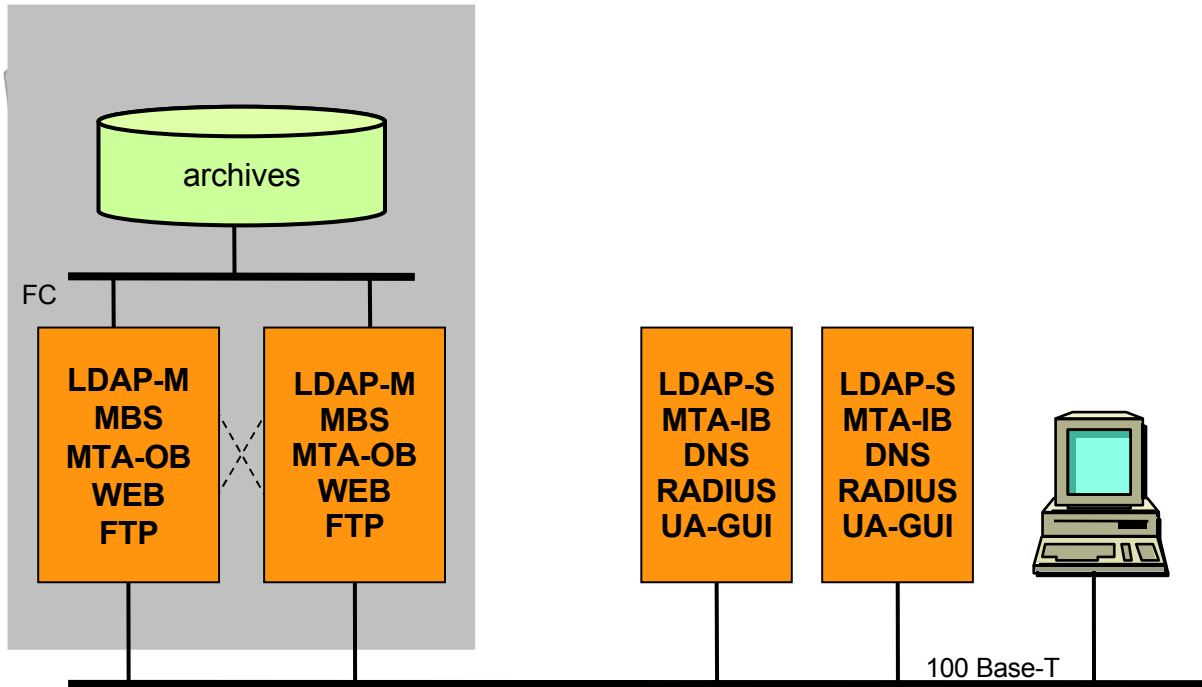 archives
FC
LDAP-M
MBS
MTA-OB
WEB
FTP
LDAP-M
MBS
MTA-OB
WEB
FTP
LDAP-S
MTA-IB
DNS
RADIUS
UA-GUI
LDAP-S
MTA-IB
DNS
RADIUS
UA-GUI
100 Base-T